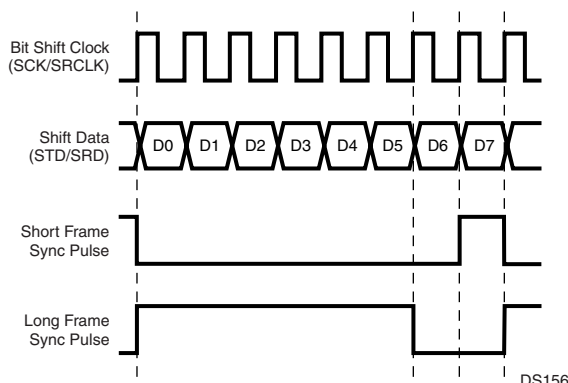 Bit Shift Clock
(SCK/SRCLK)
Shift Data
(STD/SRD)
D0 D1 D2 D3 D4 D5 D6 D7
Short Frame
Sync Pulse
Long Frame
Sync Pulse
DS156